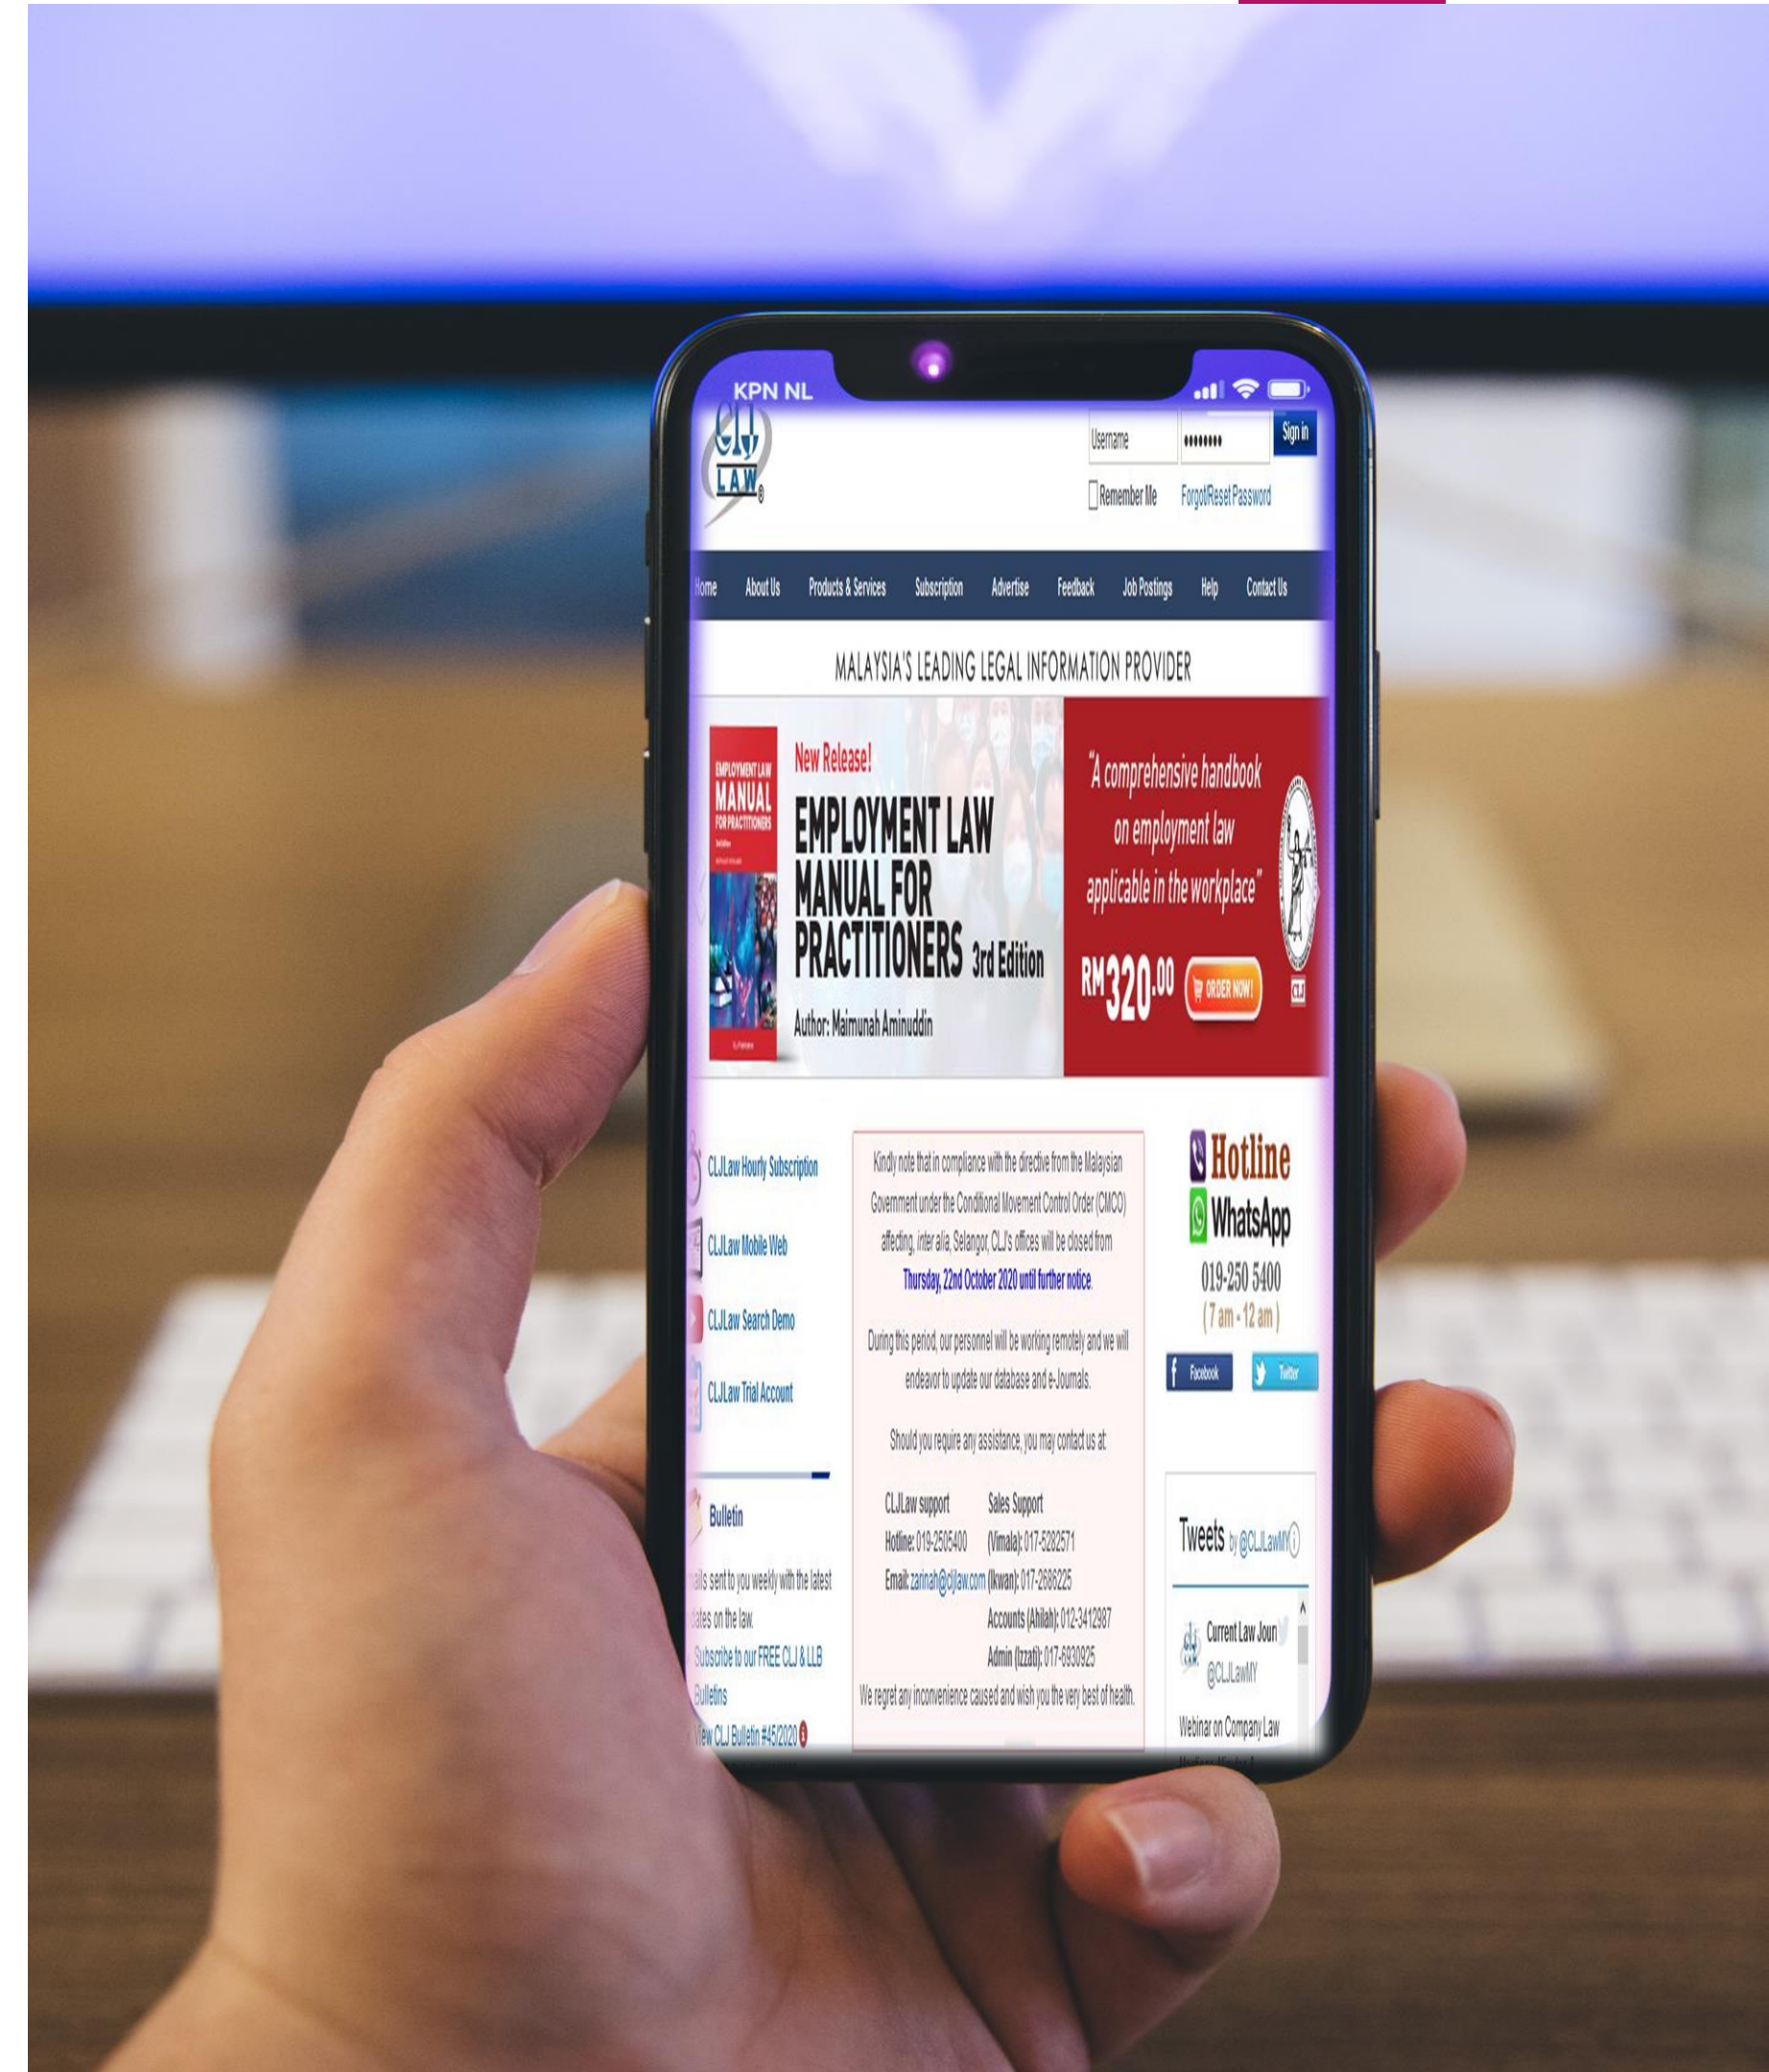 KPN NL
CLJ
LAW®
Username
••••••••
Sign in
Remember Me
Forgot/Reset Password
Home About Us Products & Services Subscription Advertise Feedback Job Postings Help Contact Us
MALAYSIA'S LEADING LEGAL INFORMATION PROVIDER
EMPLOYMENT LAW
MANUAL
FOR PRACTITIONERS
New Release!
EMPLOYMENT LAW
MANUAL FOR
PRACTITIONERS 3rd Edition
Author: Maimunah Aminuddin
"A comprehensive handbook
on employment law
applicable in the workplace"
RM320.00
ORDER NOW!
CLJ
CLJLaw Hourly Subscription
CLJLaw Mobile Web
CLJLaw Search Demo
CLJLaw Trial Account
Bulletin
ails sent to you weekly with the latest
dates on the law.
Subscribe to our FREE CLJ & LLB
Bulletins
View CLJ Bulletin #45/2020
Kindly note that in compliance with the directive from the Malaysian
Government under the Conditional Movement Control Order (CMCO)
affecting, inter alia, Selangor, CLJ's offices will be closed from
Thursday, 22nd October 2020 until further notice.
During this period, our personnel will be working remotely and we will
endeavor to update our database and e-Journals.
Should you require any assistance, you may contact us at:
CLJLaw support
Hotline: 019-2505400
Email: zarinah@cljlaw.com
Sales Support
(Vimala): 017-5282571
(Ikwan): 017-2686225
Accounts (Ahilah): 012-3412987
Admin (Izzati): 017-6930925
We regret any inconvenience caused and wish you the very best of health.
Hotline
WhatsApp
019-250 5400
( 7 am - 12 am )
Facebook
Twitter
Tweets by @CLJLawMY
Current Law Jour
@CLJLawMY
Webinar on Company Law